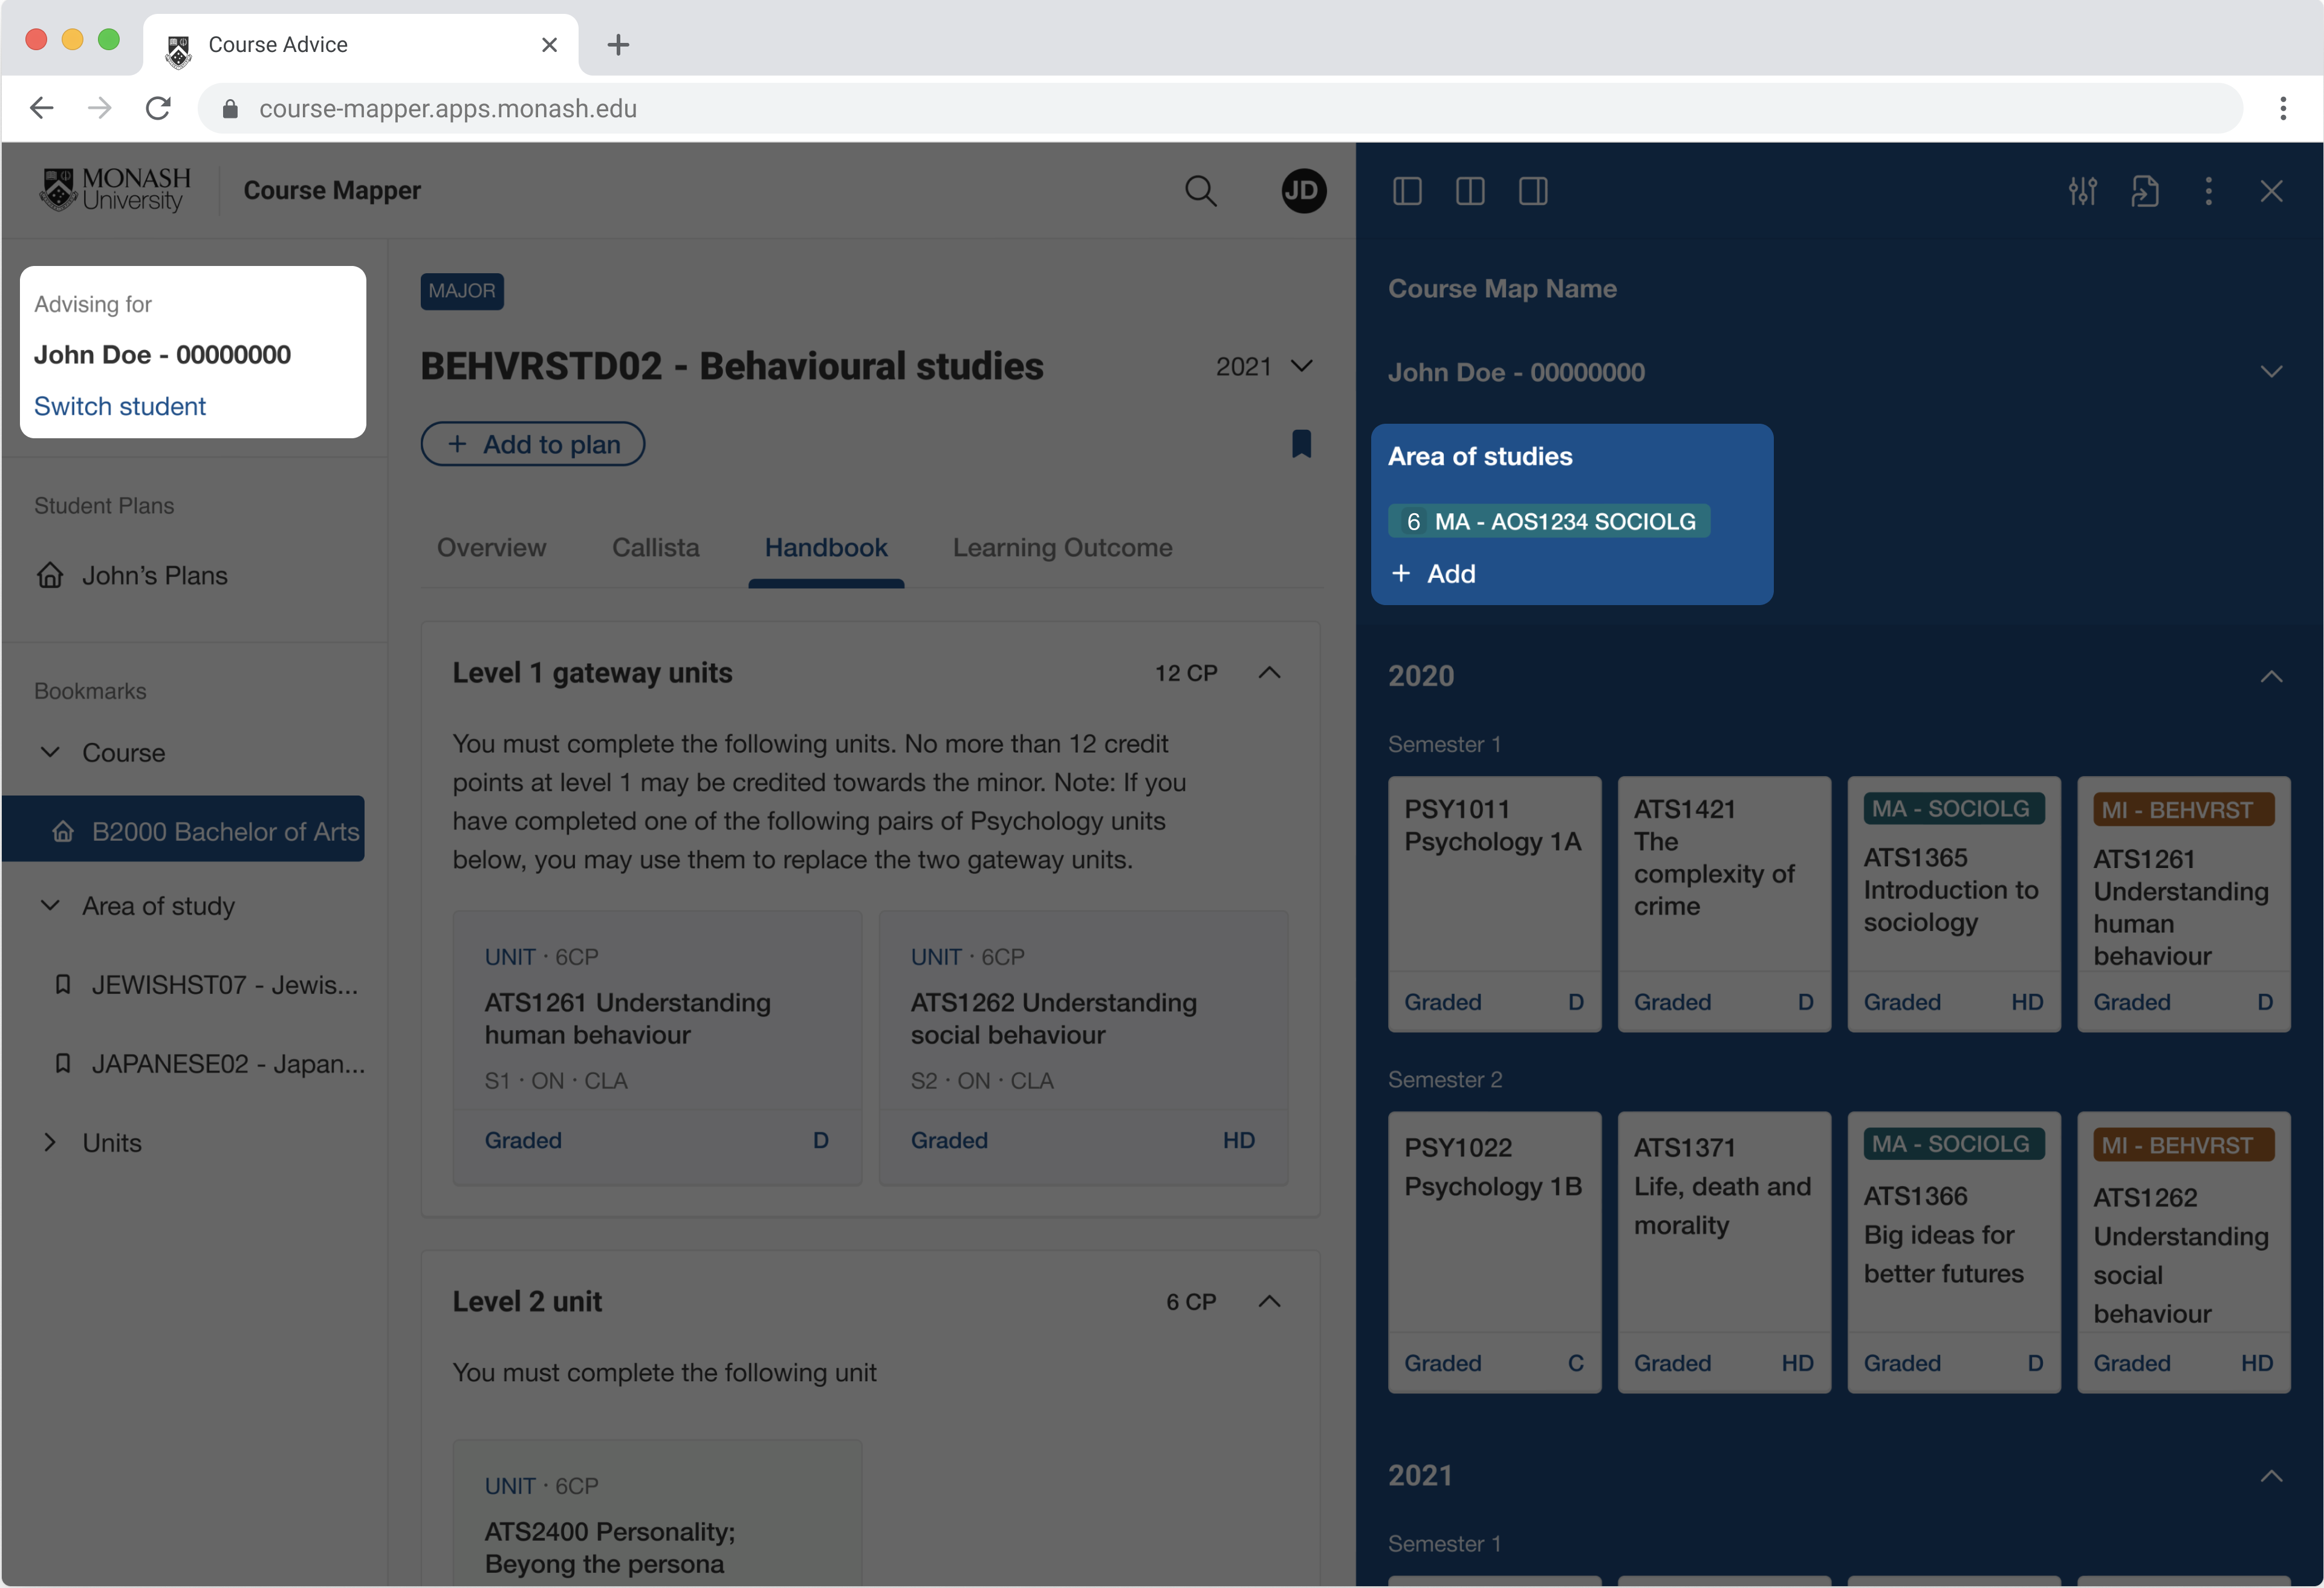 Course Advice
course-mapper.apps.monash.edu
MONASH
University
Course Mapper
JD
Advising for
John Doe - 00000000
Switch student
Student Plans
John’s Plans
Bookmarks
Course
B2000 Bachelor of Arts
Area of study
JEWISHST07 - Jewis...
JAPANESE02 - Japan...
Units
MAJOR
BEHVRSTD02 - Behavioural studies
2021
+ Add to plan
Overview
Callista
Handbook
Learning Outcome
Level 1 gateway units
12 CP
You must complete the following units. No more than 12 credit
points at level 1 may be credited towards the minor. Note: If you
have completed one of the following pairs of Psychology units
below, you may use them to replace the two gateway units.
UNIT · 6CP
ATS1261 Understanding
human behaviour
S1 · ON · CLA
Graded D
UNIT · 6CP
ATS1262 Understanding
social behaviour
S2 · ON · CLA
Graded HD
Level 2 unit
6 CP
You must complete the following unit
UNIT · 6CP
ATS2400 Personality;
Beyong the persona
Course Map Name
John Doe - 00000000
Area of studies
6 MA - AOS1234 SOCIOLG
+ Add
2020
Semester 1
PSY1011
Psychology 1A
Graded D
ATS1421
The
complexity of
crime
Graded D
MA - SOCIOLG
ATS1365
Introduction to
sociology
Graded HD
MI - BEHVRST
ATS1261
Understanding
human
behaviour
Graded D
Semester 2
PSY1022
Psychology 1B
Graded C
ATS1371
Life, death and
morality
Graded HD
MA - SOCIOLG
ATS1366
Big ideas for
better futures
Graded D
MI - BEHVRST
ATS1262
Understanding
social
behaviour
Graded HD
2021
Semester 1